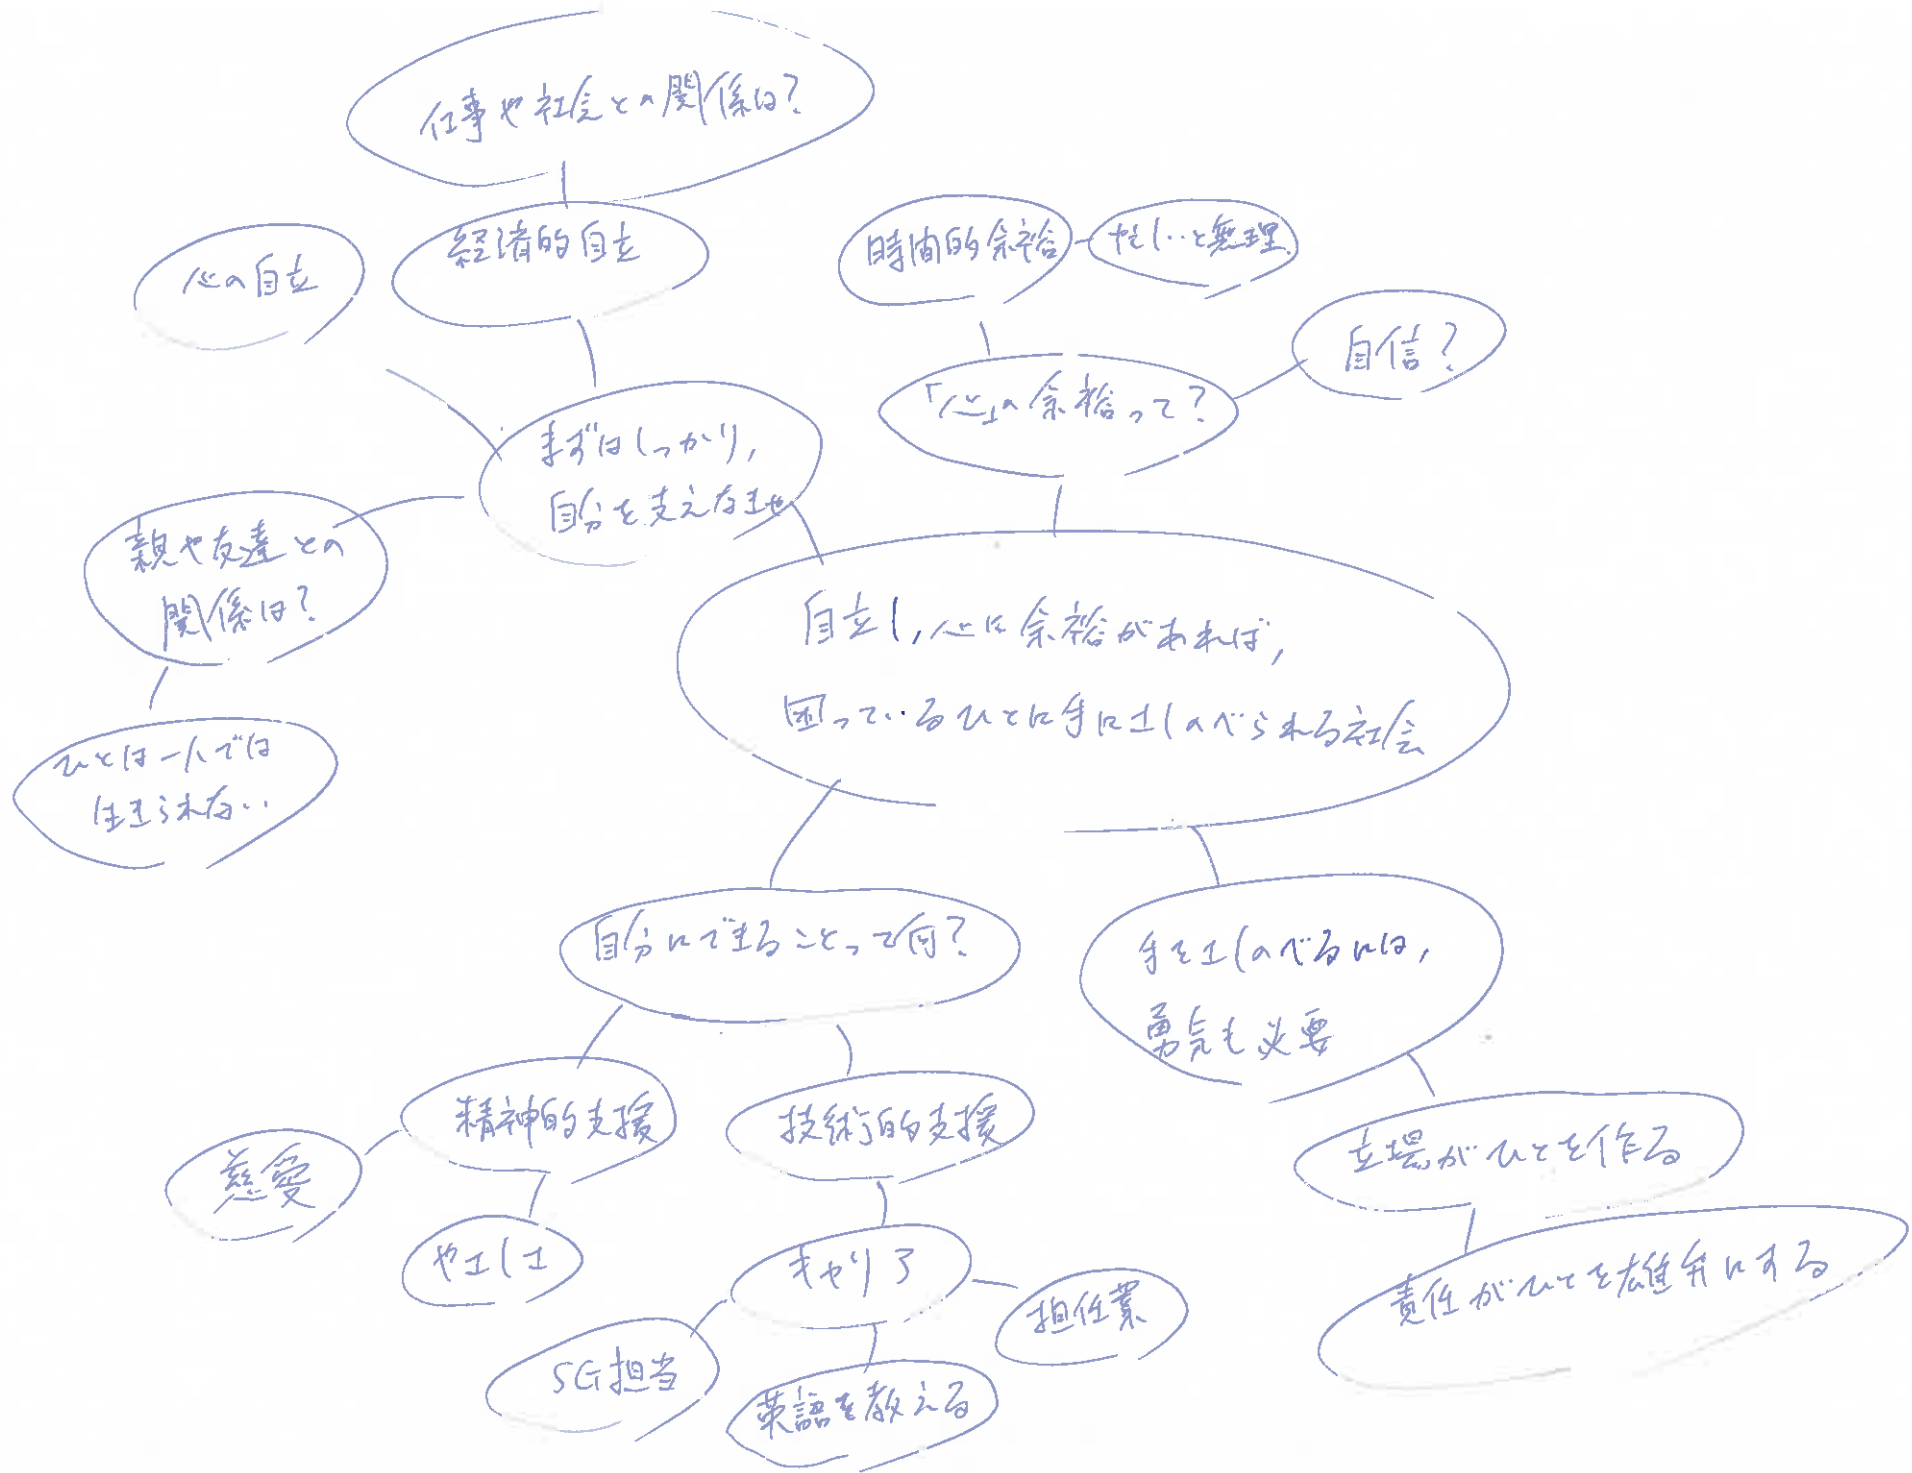 仕事や社会との関係は?
経済的自立
心の自立
時間的余裕
忙しいと無理
自信?
「心」の余裕って?
まずはしっかり,
自分を支えなきゃ
親や友達との
関係は?
ひとは一人では
生きられない
自立し,心に余裕があれば,
困っているひとに手にさしのべられる社会
自分にできることって何?
手をさしのべるには,
勇気も必要
精神的支援
技術的支援
慈愛
やさしさ
立場がひとを作る
責任がひとを雄弁にする
キャリア
担任業
SG担当
英語を教える